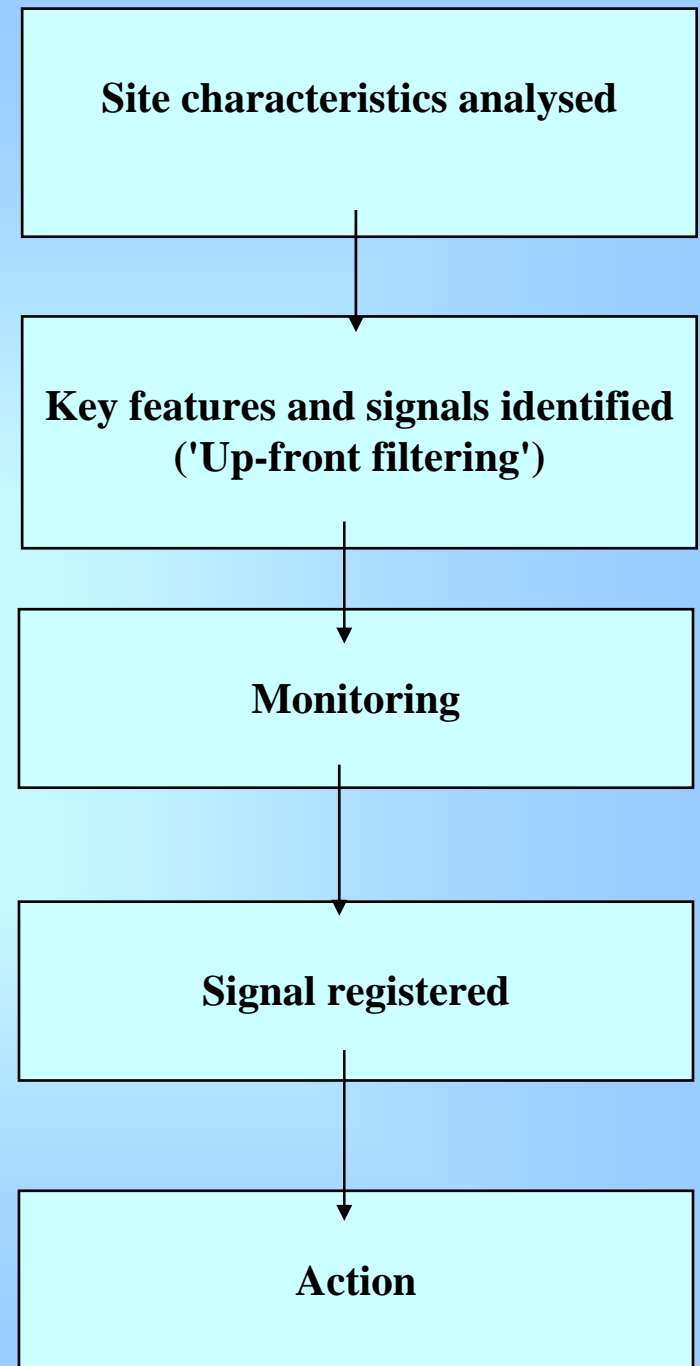 Site characteristics analysed
Key features and signals identified
('Up-front filtering')
Monitoring
Signal registered
Action